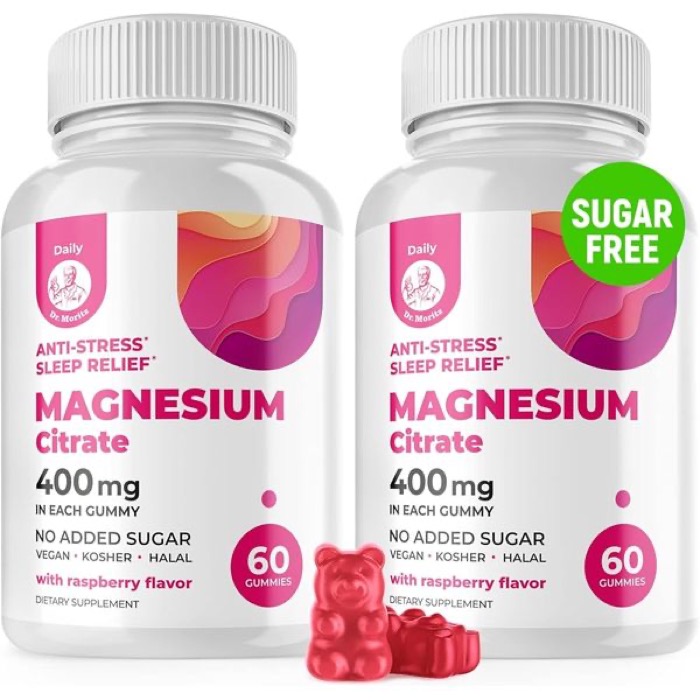 Daily
Dr. Moritz
ANTI-STRESS*
SLEEP RELIEF*
MAGNESIUM
Citrate
400 mg
IN EACH GUMMY
NO ADDED SUGAR
VEGAN • KOSHER • HALAL
with raspberry flavor
DIETARY SUPPLEMENT
60
GUMMIES
SUGAR
FREE
Daily
Dr. Moritz
ANTI-STRESS*
SLEEP RELIEF*
MAGNESIUM
Citrate
400 mg
IN EACH GUMMY
NO ADDED SUGAR
VEGAN • KOSHER • HALAL
with raspberry flavor
DIETARY SUPPLEMENT
60
GUMMIES